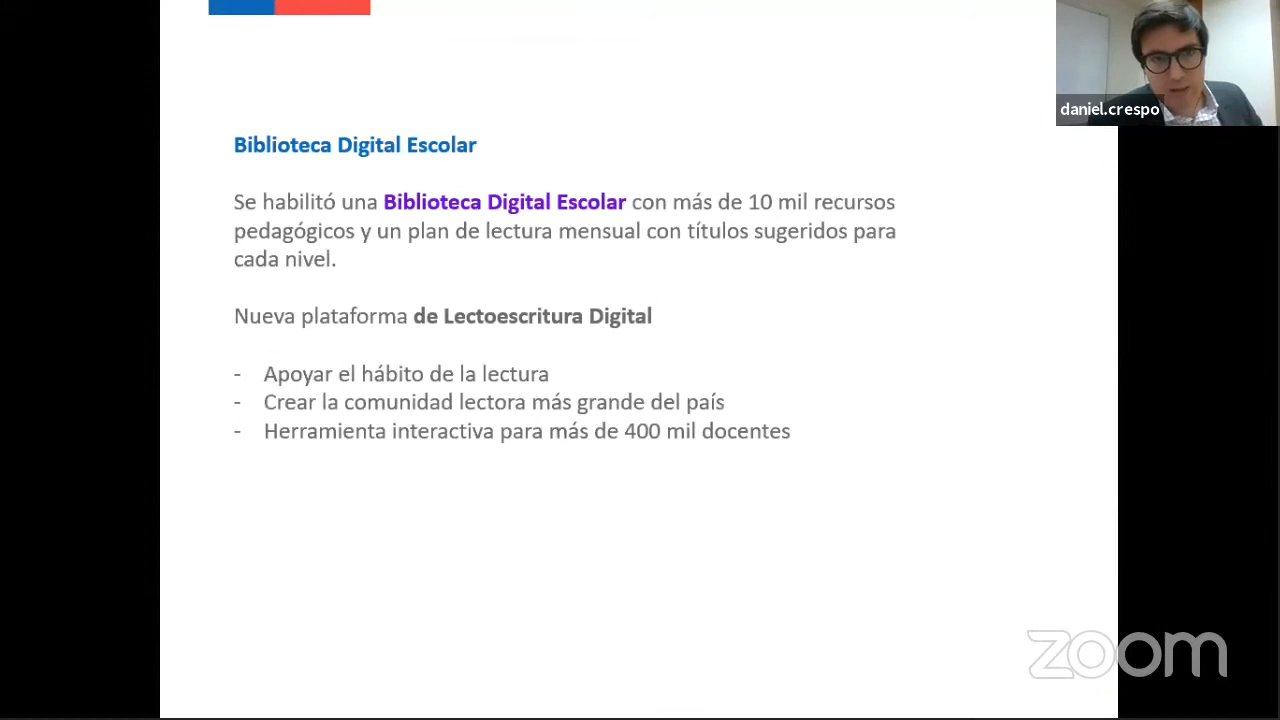 daniel.crespo
Biblioteca Digital Escolar
Se habilitó una Biblioteca Digital Escolar con más de 10 mil recursos
pedagógicos y un plan de lectura mensual con títulos sugeridos para
cada nivel.
Nueva plataforma de Lectoescritura Digital
- Apoyar el hábito de la lectura
- Crear la comunidad lectora más grande del país
- Herramienta interactiva para más de 400 mil docentes
zoom